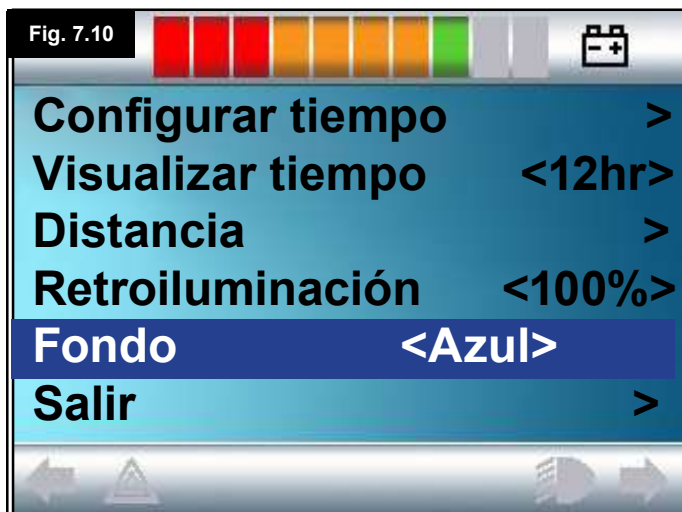 Fig. 7.10
Configurar tiempo >
Visualizar tiempo <12hr>
Distancia >
Retroiluminación <100%>
Fondo <Azul>
Salir >